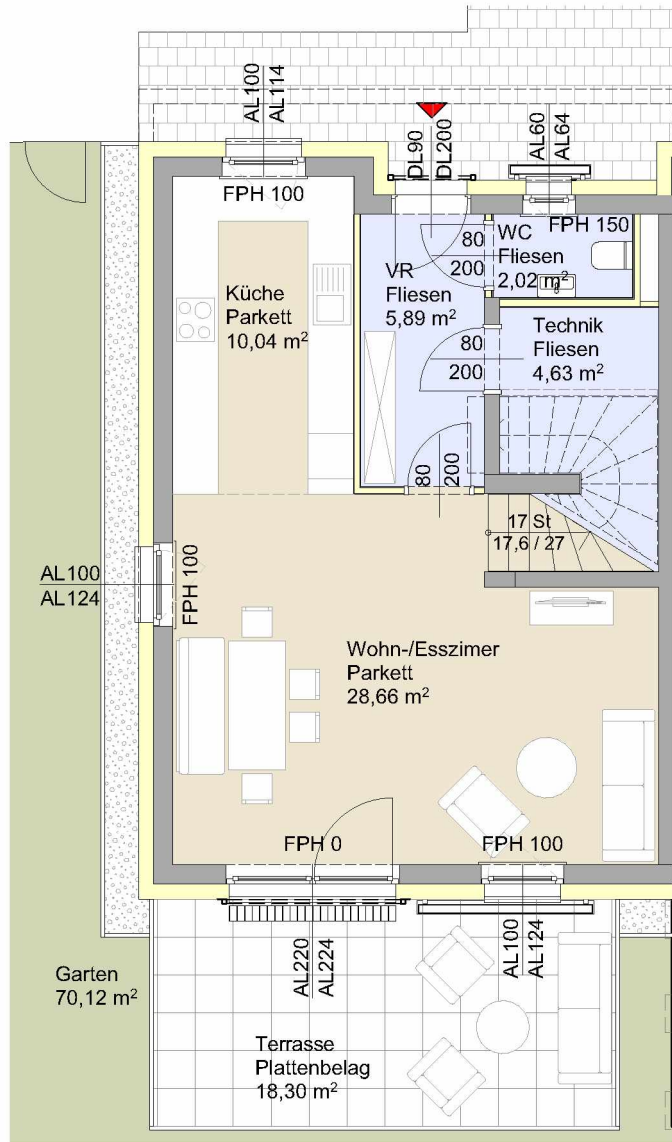 AL100
AL114
DL90
DL200
AL60
AL64
FPH 100
FPH 150
80
200
WC
Fliesen
2,02 m²
VR
Fliesen
5,89 m²
Küche
Parkett
10,04 m²
Technik
Fliesen
4,63 m²
80
200
80
200
17 St
17,6 / 27
AL100
AL124
FPH 100
Wohn-/Esszimer
Parkett
28,66 m²
FPH 0
FPH 100
AL220
AL224
AL100
AL124
Garten
70,12 m²
Terrasse
Plattenbelag
18,30 m²